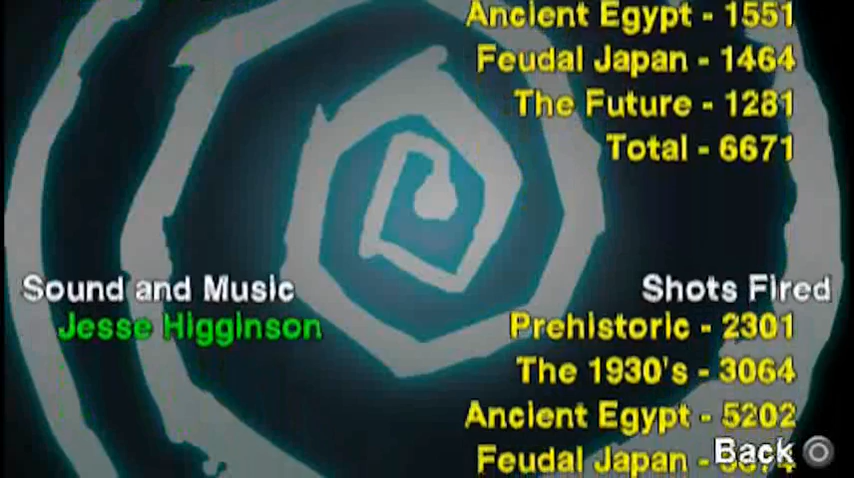 Ancient Egypt - 1551
Feudal Japan - 1464
The Future - 1281
Total - 6671
Sound and Music
Jesse Higginson
Shots Fired
Prehistoric - 2301
The 1930's - 3064
Ancient Egypt - 5202
Feudal Japan -
Back